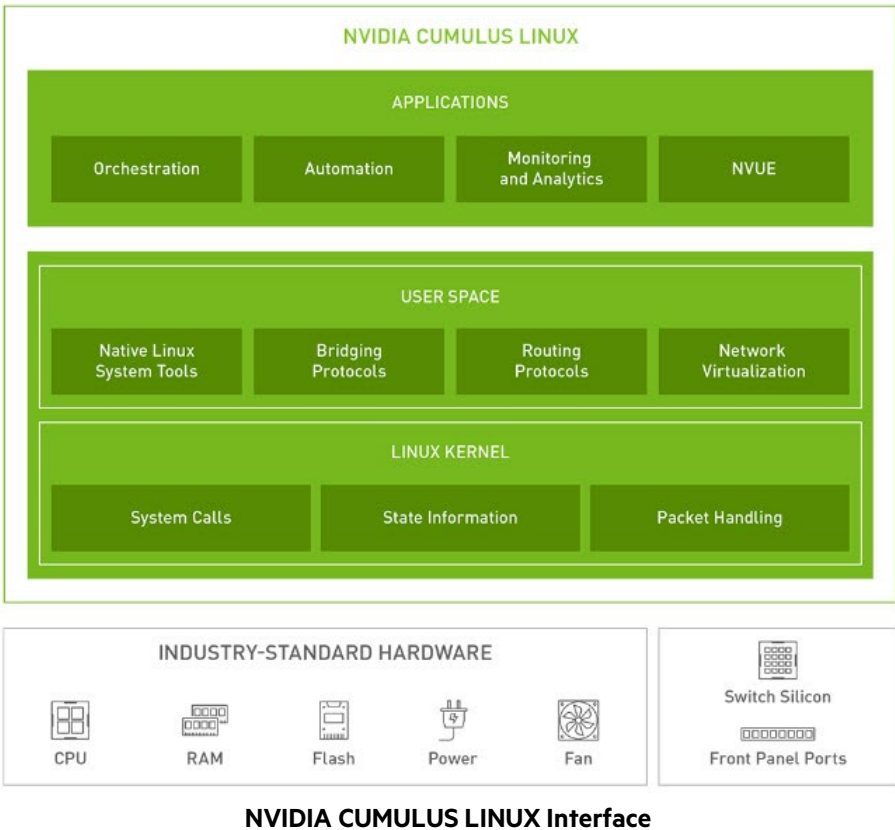 NVIDIA CUMULUS LINUX
APPLICATIONS
Orchestration
Automation
Monitoring
and Analytics
NVUE
USER SPACE
Native Linux
System Tools
Bridging
Protocols
Routing
Protocols
Network
Virtualization
LINUX KERNEL
System Calls
State Information
Packet Handling
INDUSTRY-STANDARD HARDWARE
CPU
RAM
Flash
Power
Fan
Switch Silicon
Front Panel Ports
NVIDIA CUMULUS LINUX Interface